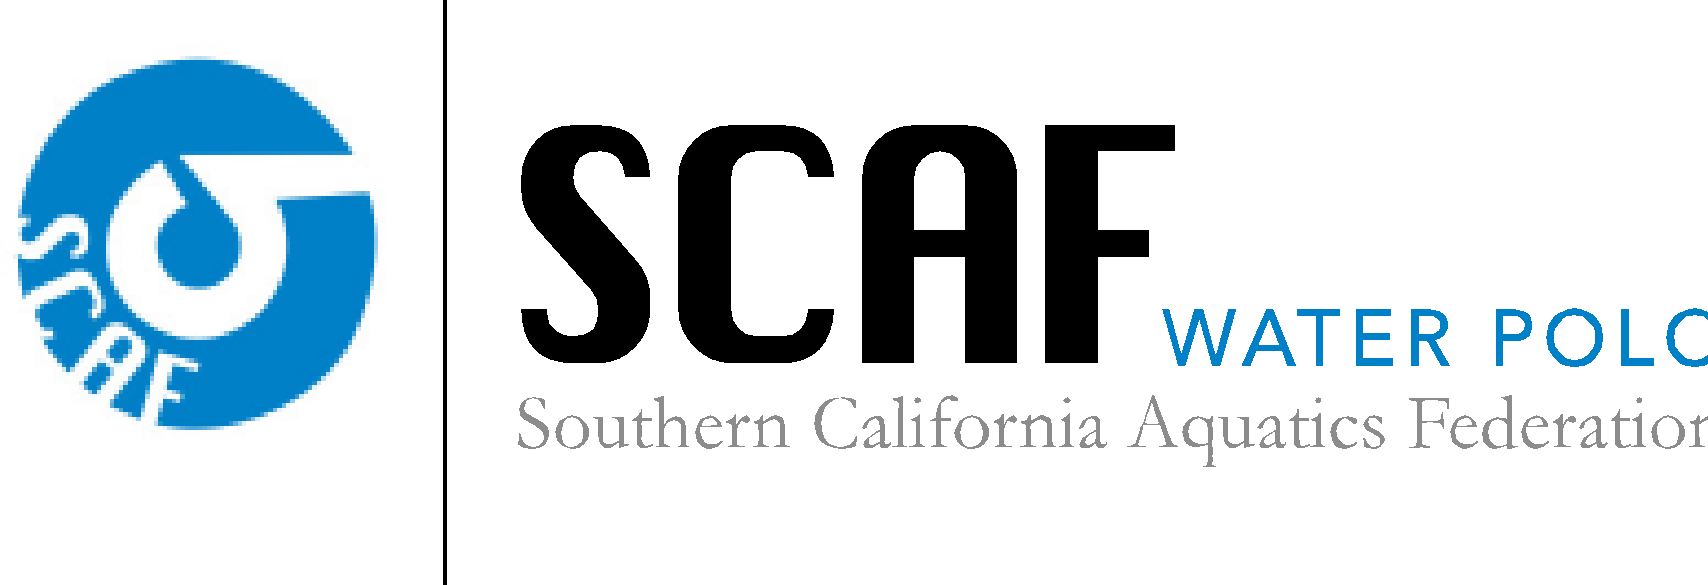 SCAF
SCAF
WATER POLO
Southern California Aquatics Federation